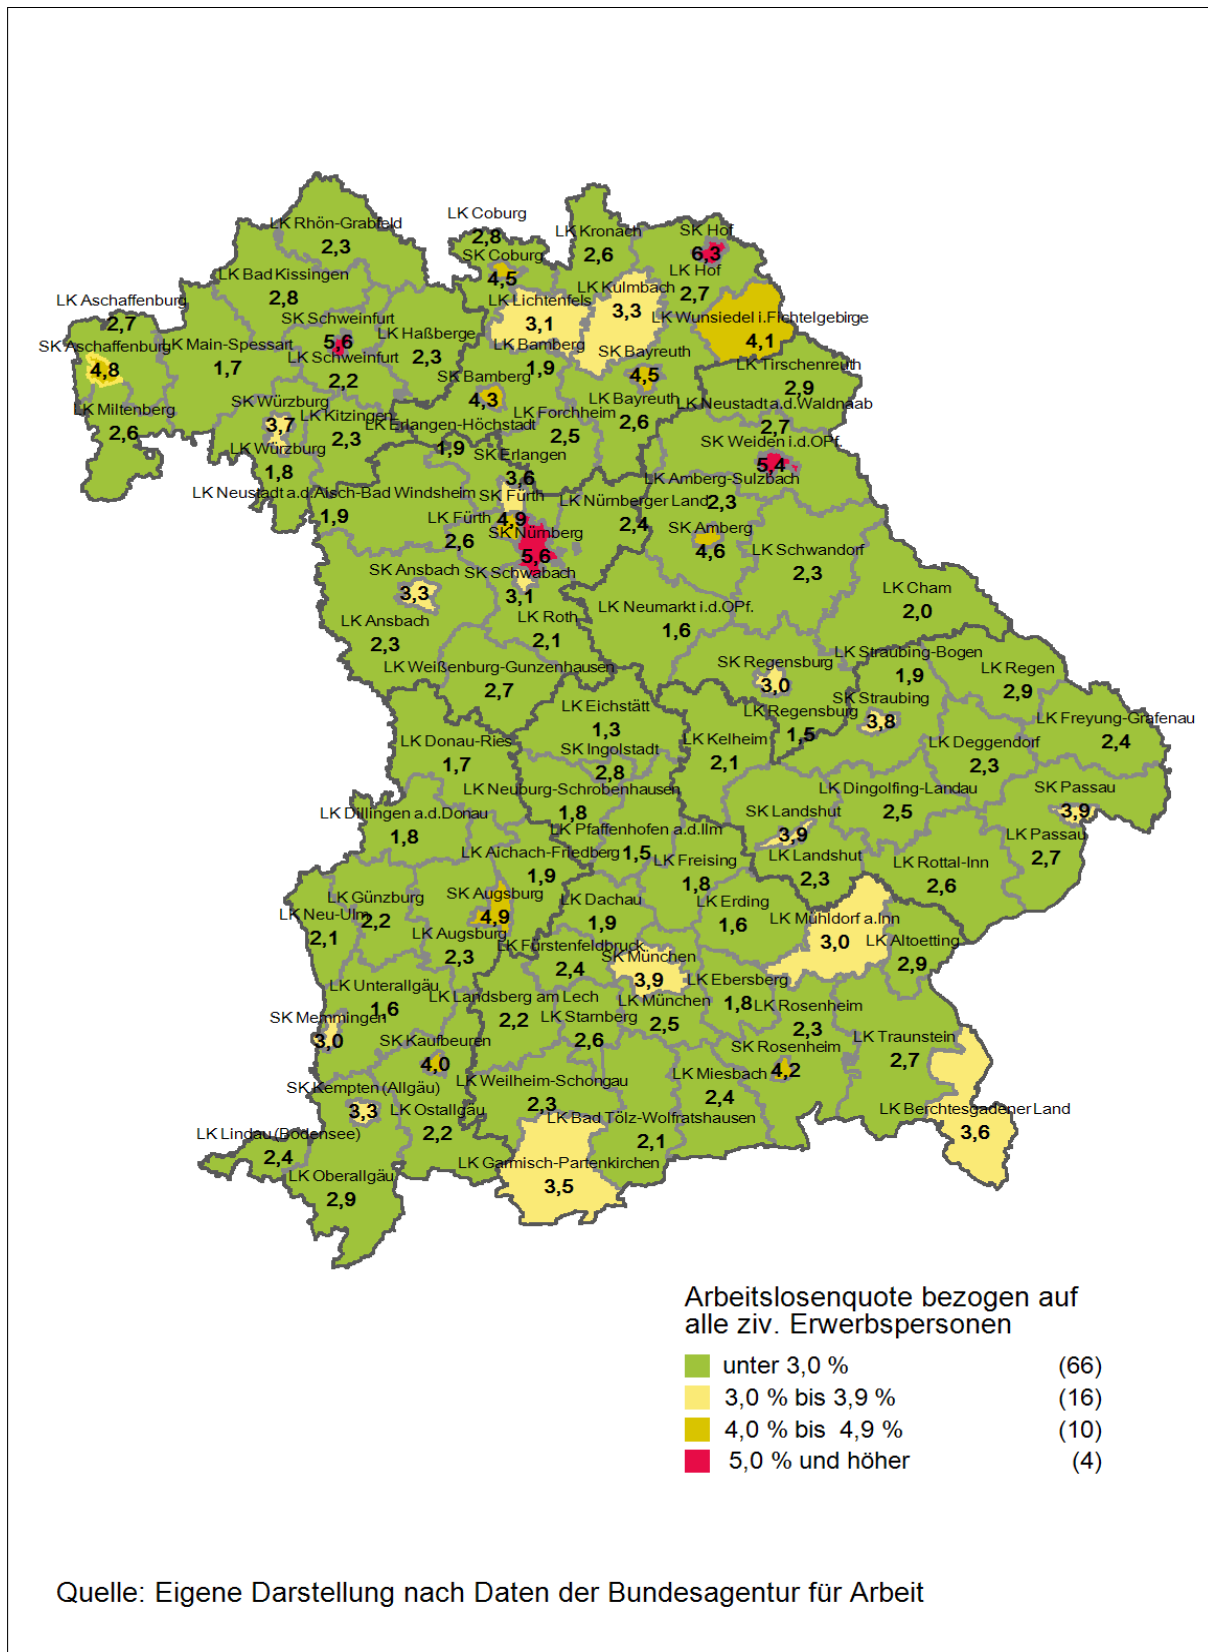 LK Rhön-Grabfeld
2,3
LK Coburg
2,8
LK Kronach
2,6
SK Hof
6,3
SK Coburg
4,5
LK Hof
2,7
LK Bad Kissingen
2,8
LK Kulmbach
3,3
LK Lichtenfels
3,1
LK Aschaffenburg
2,7
SK Schweinfurt
5,6
LK Wunsiedel i.Fichtelgebirge
4,1
LK Haßberge
2,3
SK Aschaffenburg
4,8
LK Main-Spessart
1,7
LK Bamberg
1,9
LK Schweinfurt
2,2
SK Bayreuth
4,5
LK Tirschenreuth
2,9
SK Bamberg
4,3
LK Bayreuth
2,6
LK Neustadt a.d.Waldnaab
2,7
LK Miltenberg
2,6
SK Würzburg
3,7
LK Kitzingen
2,3
LK Forchheim
2,5
LK Erlangen-Höchstadt
1,9
SK Weiden i.d.OPf.
5,4
LK Würzburg
1,8
SK Erlangen
3,6
LK Amberg-Sulzbach
2,3
LK Neustadt a.d.Aisch-Bad Windsheim
1,9
SK Fürth
4,9
LK Nürnberger Land
2,4
LK Fürth
2,6
SK Nürnberg
5,6
SK Amberg
4,6
LK Schwandorf
2,3
SK Ansbach
3,3
SK Schwabach
3,1
LK Cham
2,0
LK Ansbach
2,3
LK Roth
2,1
LK Neumarkt i.d.OPf.
1,6
LK Weißenburg-Gunzenhausen
2,7
SK Regensburg
3,0
LK Straubing-Bogen
1,9
LK Regen
2,9
SK Straubing
3,8
LK Eichstätt
1,3
LK Regensburg
1,5
LK Freyung-Grafenau
2,4
LK Donau-Ries
1,7
SK Ingolstadt
2,8
LK Kelheim
2,1
LK Deggendorf
2,3
LK Neuburg-Schrobenhausen
1,8
LK Dingolfing-Landau
2,5
SK Passau
3,9
LK Dillingen a.d.Donau
1,8
LK Pfaffenhofen a.d.Ilm
1,5
SK Landshut
3,9
LK Passau
2,7
LK Aichach-Friedberg
1,9
LK Freising
1,8
LK Landshut
2,3
LK Rottal-Inn
2,6
LK Günzburg
2,2
SK Augsburg
4,9
LK Dachau
1,9
LK Erding
1,6
LK Neu-Ulm
2,1
LK Mühldorf a.Inn
3,0
LK Augsburg
2,3
LK Fürstenfeldbruck
2,4
SK München
3,9
LK Altoetting
2,9
LK Unterallgäu
1,6
LK Landsberg am Lech
2,2
LK Ebersberg
1,8
LK München
2,5
LK Rosenheim
2,3
SK Memmingen
3,0
LK Starnberg
2,6
LK Traunstein
2,7
SK Kaufbeuren
4,0
SK Rosenheim
4,2
SK Kempten (Allgäu)
3,3
LK Weilheim-Schongau
2,3
LK Miesbach
2,4
LK Ostallgäu
2,2
LK Bad Tölz-Wolfratshausen
2,1
LK Berchtesgadener Land
3,6
LK Lindau (Bodensee)
2,4
LK Garmisch-Partenkirchen
3,5
LK Oberallgäu
2,9
Arbeitslosenquote bezogen auf
alle ziv. Erwerbspersonen
unter 3,0 % (66)
3,0 % bis 3,9 % (16)
4,0 % bis 4,9 % (10)
5,0 % und höher (4)
Quelle: Eigene Darstellung nach Daten der Bundesagentur für Arbeit